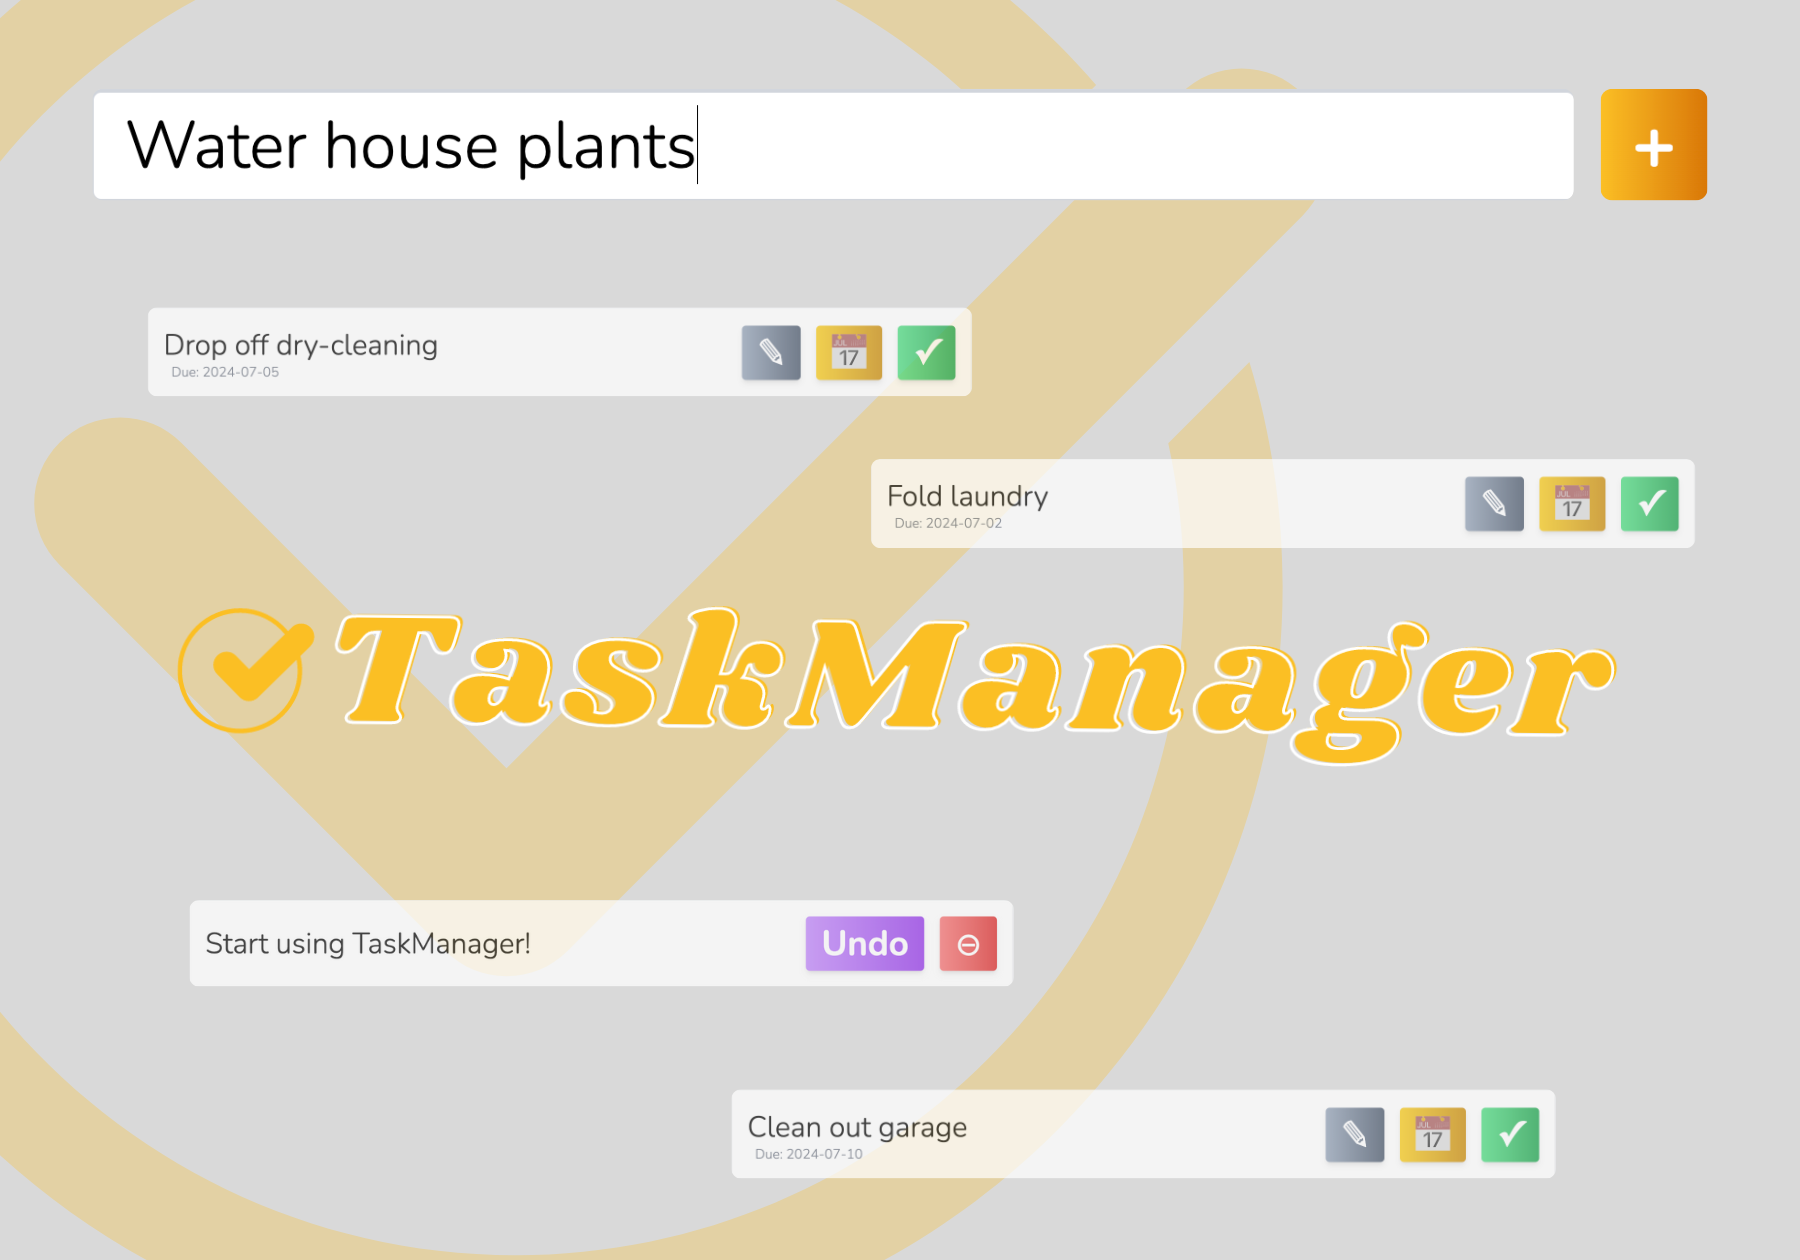 Water house plants
+
Drop off dry-cleaning
Due: 2024-07-05
JUL
17
Fold laundry
Due: 2024-07-02
JUL
17
TaskManager
Start using TaskManager!
Undo
Clean out garage
Due: 2024-07-10
JUL
17